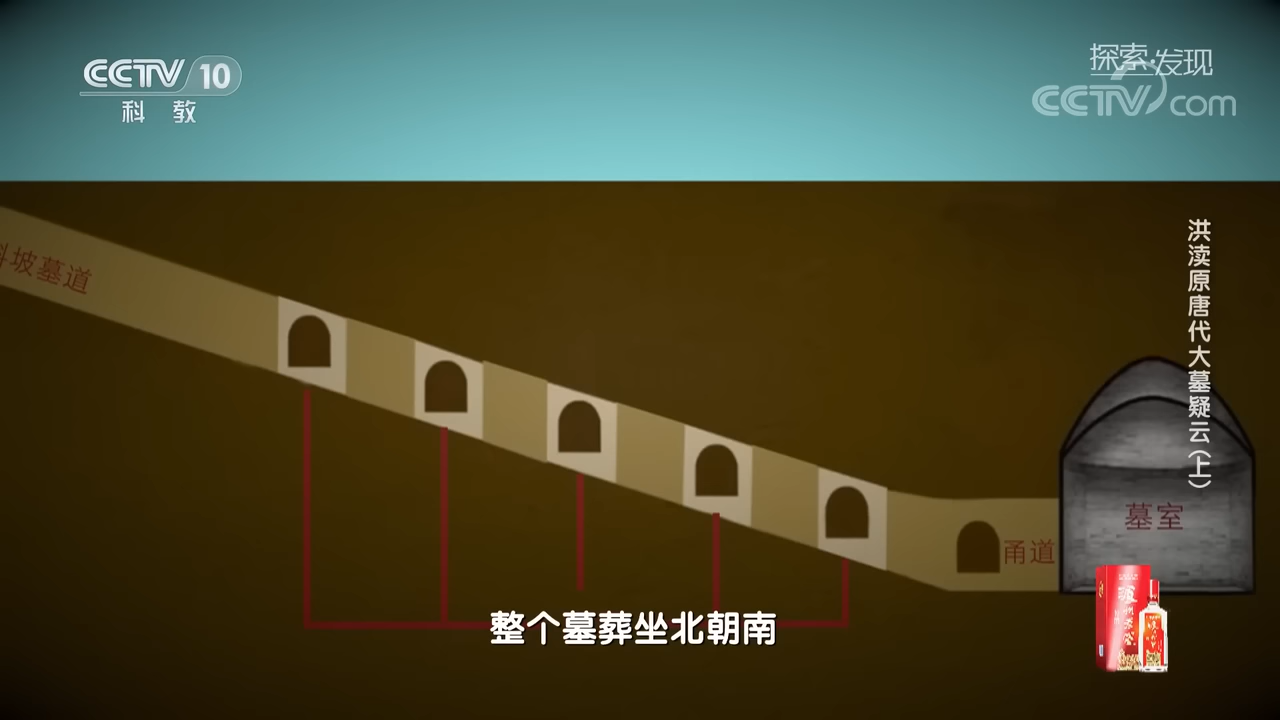 CCTV 10
科教
探索·发现
CCTV.com
洪渎原唐代大墓疑云(上)
斜坡墓道
甬道
墓室
整个墓葬坐北朝南